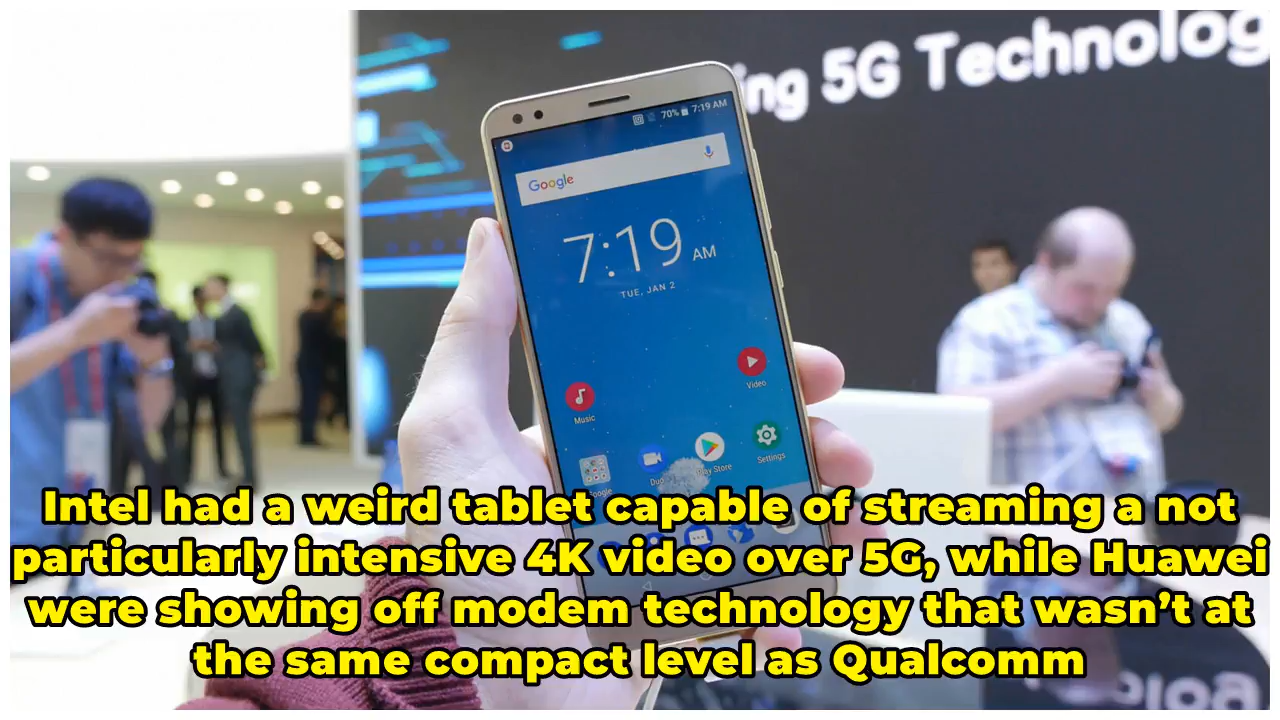 ing 5G Technolog
70% 7:19 AM
Google
7:19 AM
TUE, JAN 2
Music
Video
Google
Duo
Play Store
Settings
Intel had a weird tablet capable of streaming a not
particularly intensive 4K video over 5G, while Huawei
were showing off modem technology that wasn’t at
the same compact level as Qualcomm